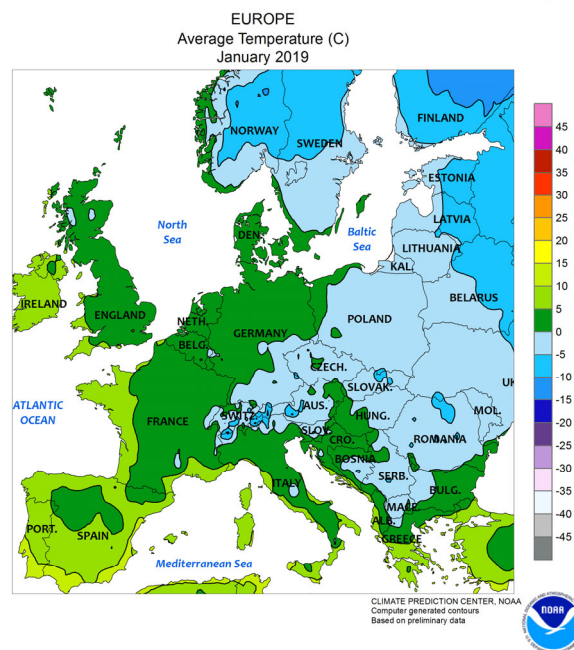 EUROPE
Average Temperature (C)
January 2019
NORWAY
FINLAND
SWEDEN
ESTONIA
North
Sea
LATVIA
DEN.
Baltic
Sea
LITHUANIA
KAL.
IRELAND
ENGLAND
NETH.
BELARUS
GERMANY
POLAND
BELG.
CZECH.
UK
SLOVAK.
ATLANTIC
OCEAN
FRANCE
SWITZ.
AUS.
HUNG.
MOL.
SLOV.
CRO.
ROMANIA
BOSNIA
SERB.
ITALY
BULG.
MACE.
PORT.
SPAIN
ALB.
GREECE
Mediterranean Sea
45
40
35
30
25
20
15
10
5
0
-5
-10
-15
-20
-25
-30
-35
-40
-45
CLIMATE PREDICTION CENTER, NOAA
Computer generated contours
Based on preliminary data
NOAA